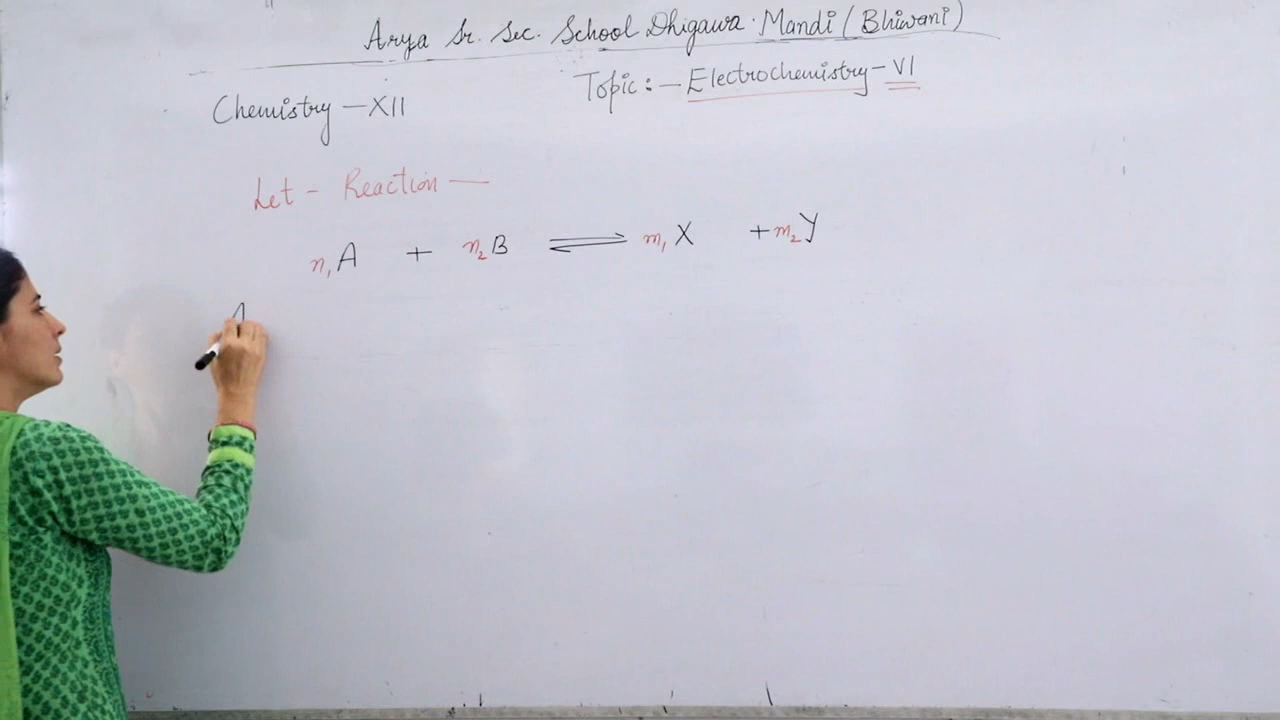 Arya Sr. Sec. School Dhigawa. Mandi (Bhiwani)
Topic:- Electrochemistry-VI
Chemistry-XII
Let - Reaction —
n₁A + n₂B ⇌ m₁X + m₂Y
A